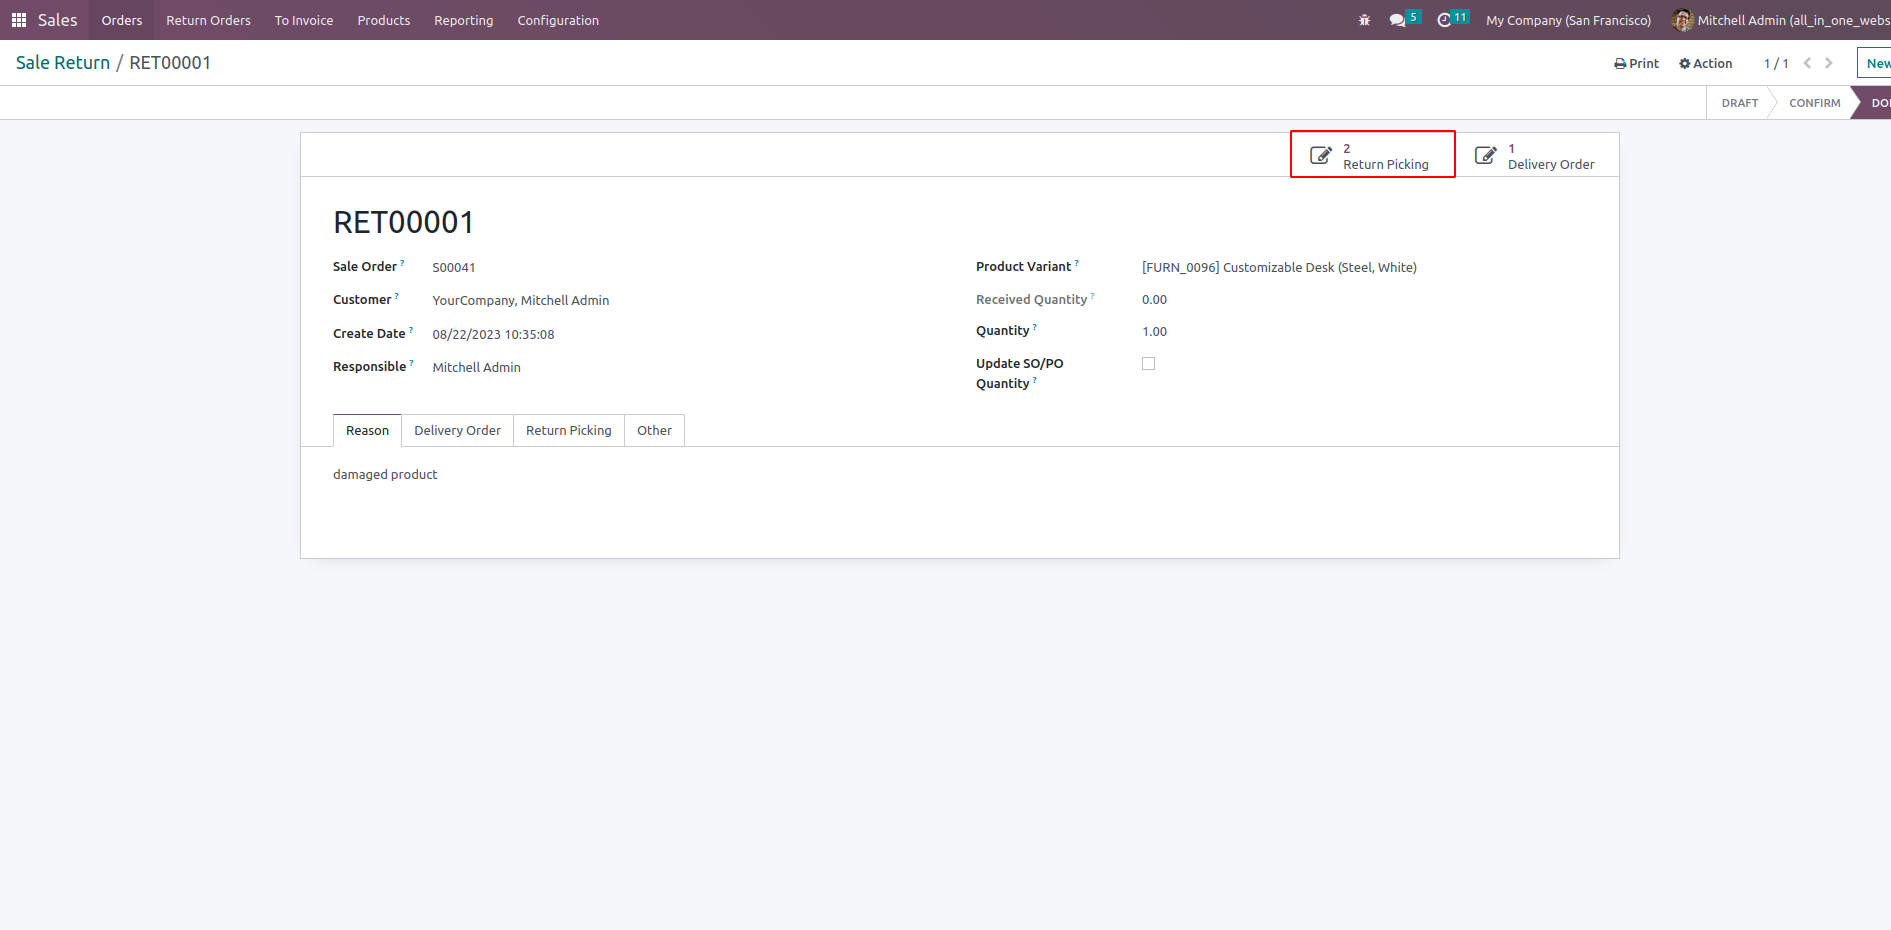 Sales Orders Return Orders To Invoice Products Reporting Configuration 5 11 My Company (San Francisco) Mitchell Admin (all_in_one_webs
Sale Return / RET00001 Print Action 1 / 1 New
DRAFT CONFIRM DO
2 1
Return Picking Delivery Order
RET00001
Sale Order ? S00041 Product Variant ? [FURN_0096] Customizable Desk (Steel, White)
Customer ? YourCompany, Mitchell Admin Received Quantity ? 0.00
Create Date ? 08/22/2023 10:35:08 Quantity ? 1.00
Responsible ? Mitchell Admin Update SO/PO
Quantity ?
Reason Delivery Order Return Picking Other
damaged product